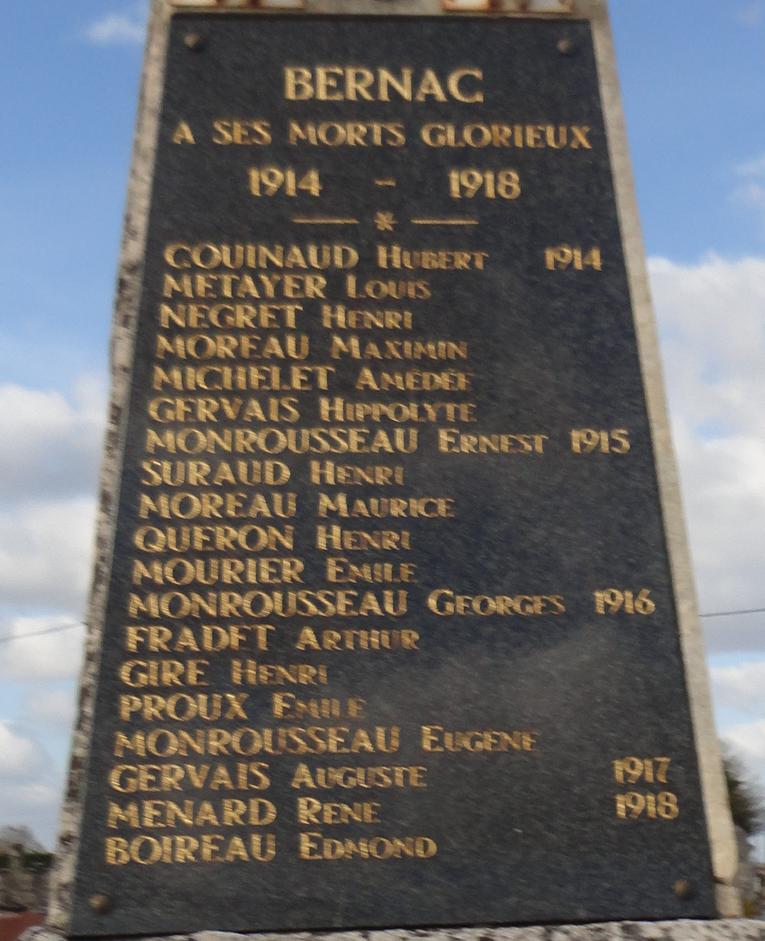 BERNAC
A SES MORTS GLORIEUX
1914 - 1918
COUINAUD HUBERT 1914
METAYER LOUIS
NEGRET HENRI
MOREAU MAXIMIN
MICHELET AMÉDÉE
GERVAIS HIPPOLYTE
MONROUSSEAU ERNEST 1915
SURAUD HENRI
MOREAU MAURICE
QUERON HENRI
MOURIER EMILE
MONROUSSEAU GEORGES 1916
FRADET ARTHUR
GIRE HENRI
PROUX EMILE
MONROUSSEAU EUGENE
GERVAIS AUGUSTE 1917
MENARD RENE 1918
BOIREAU EDMOND